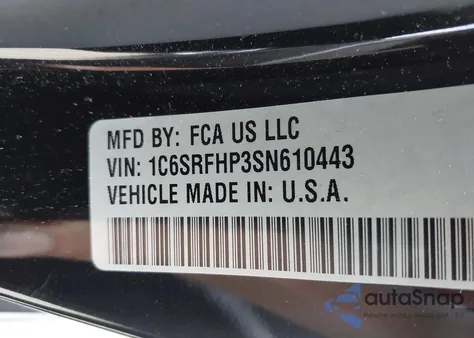 MFD BY: FCA US LLC
VIN: 1C6SRFHP3SN610443
VEHICLE MADE IN: U.S.A.
autoSnap